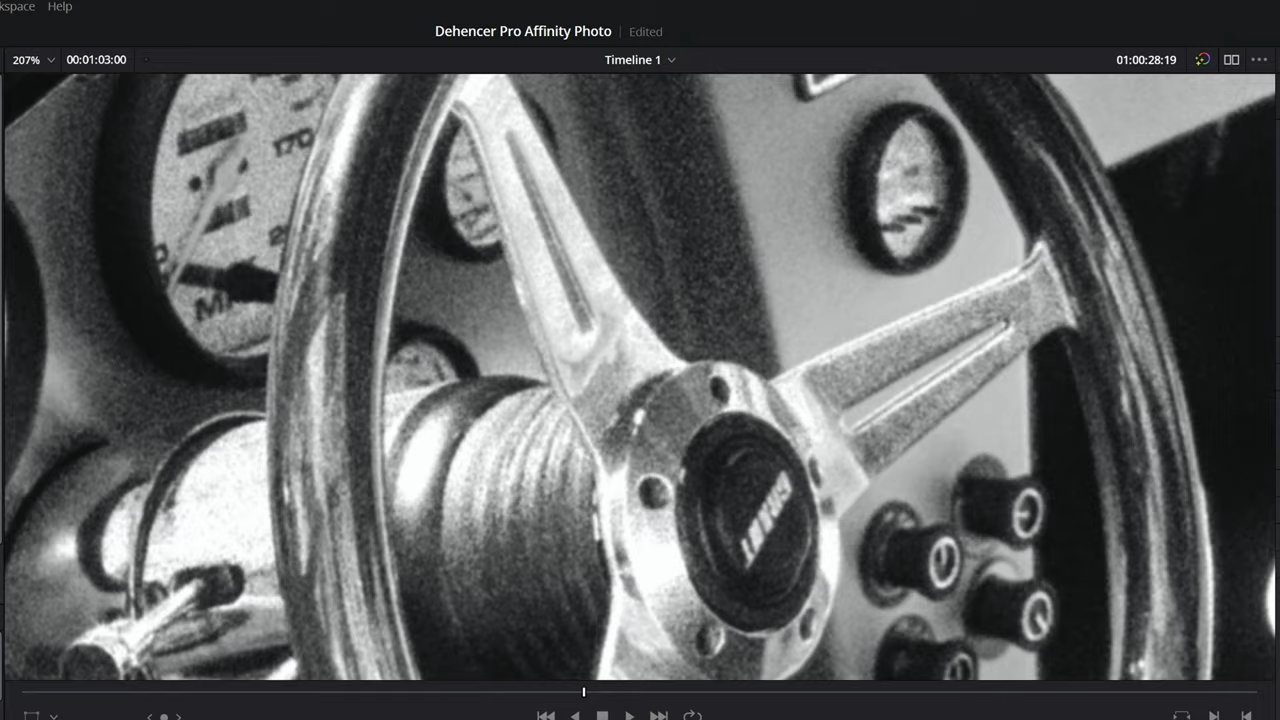 kspace Help
Dehencer Pro Affinity Photo Edited
207% 00:01:03:00 Timeline 1 01:00:28:19
170